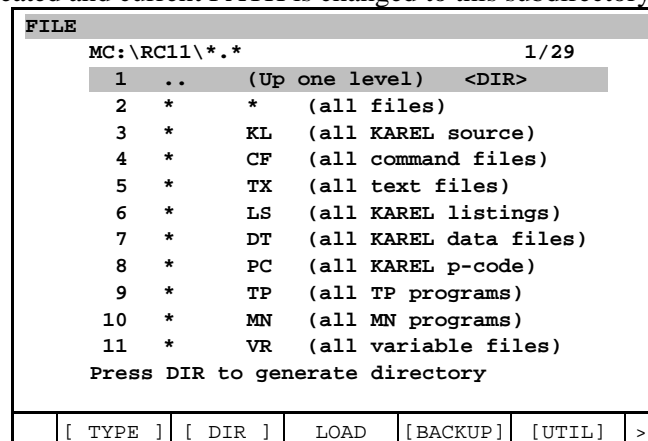 FILE
MC:\RC11\*.* 1/29
1 .. (Up one level) <DIR>
2 * * (all files)
3 * KL (all KAREL source)
4 * CF (all command files)
5 * TX (all text files)
6 * LS (all KAREL listings)
7 * DT (all KAREL data files)
8 * PC (all KAREL p-code)
9 * TP (all TP programs)
10 * MN (all MN programs)
11 * VR (all variable files)
Press DIR to generate directory
[ TYPE ] [ DIR ] LOAD [BACKUP] [UTIL] >